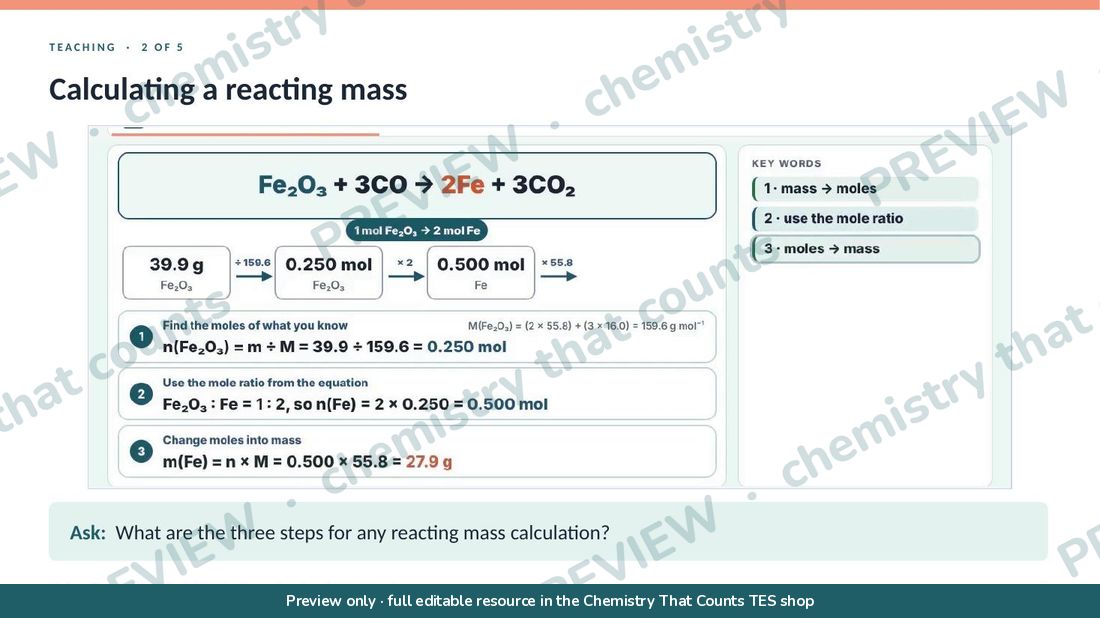 TEACHING · 2 OF 5
Calculating a reacting mass
Fe₂O₃ + 3CO → 2Fe + 3CO₂
1 mol Fe₂O₃ → 2 mol Fe
39.9 g ÷ 159.6 0.250 mol × 2 0.500 mol × 55.8
Fe₂O₃ Fe₂O₃ Fe
1 Find the moles of what you know M(Fe₂O₃) = (2 × 55.8) + (3 × 16.0) = 159.6 g mol⁻¹
n(Fe₂O₃) = m ÷ M = 39.9 ÷ 159.6 = 0.250 mol
2 Use the mole ratio from the equation
Fe₂O₃ : Fe = 1 : 2, so n(Fe) = 2 × 0.250 = 0.500 mol
3 Change moles into mass
m(Fe) = n × M = 0.500 × 55.8 = 27.9 g
KEY WORDS
1 · mass → moles
2 · use the mole ratio
3 · moles → mass
Ask: What are the three steps for any reacting mass calculation?
Preview only · full editable resource in the Chemistry That Counts TES shop
PREVIEW · chemistry that counts · PREVIEW · chemistry that counts